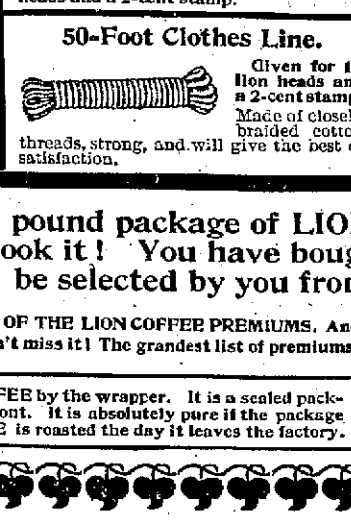 heads and a 2-cent stamp.
50-Foot Clothes Line.
Given for 1
lion heads an
a 2-cent stamp
Made of closel
braided cotto
threads, strong, and will give the best o
satisfaction.
pound package of LIO
ook it! You have boug
be selected by you from
OF THE LION COFFEE PREMIUMS. An
't miss it! The grandest list of premiums
FEE by the wrapper. It is a sealed pack-
ont. It is absolutely pure if the package
E is roasted the day it leaves the factory.